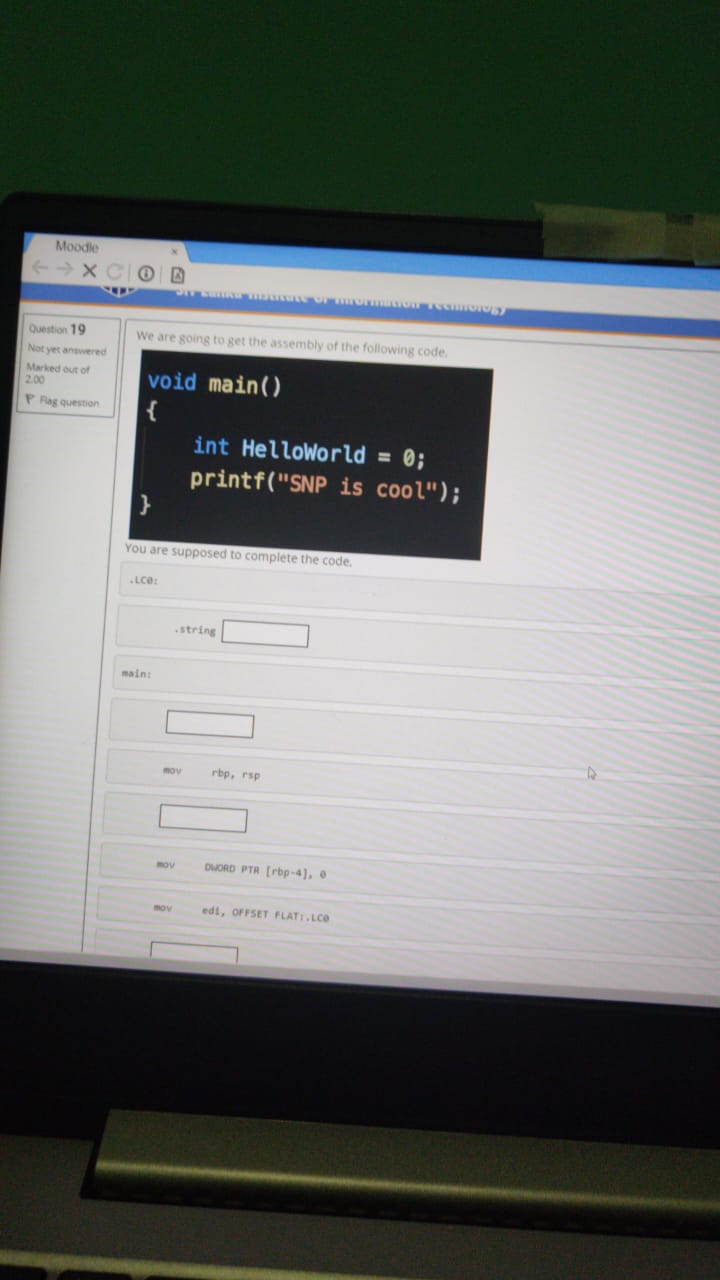 Moodle
Sri Lanka Institute of Information Technology
Question 19
Not yet answered
Marked out of
2.00
Flag question
We are going to get the assembly of the following code.
void main()
{
int HelloWorld = 0;
printf("SNP is cool");
}
You are supposed to complete the code.
.LC0:
.string
main:
mov rbp, rsp
mov DWORD PTR [rbp-4], 0
mov edi, OFFSET FLAT:.LC0